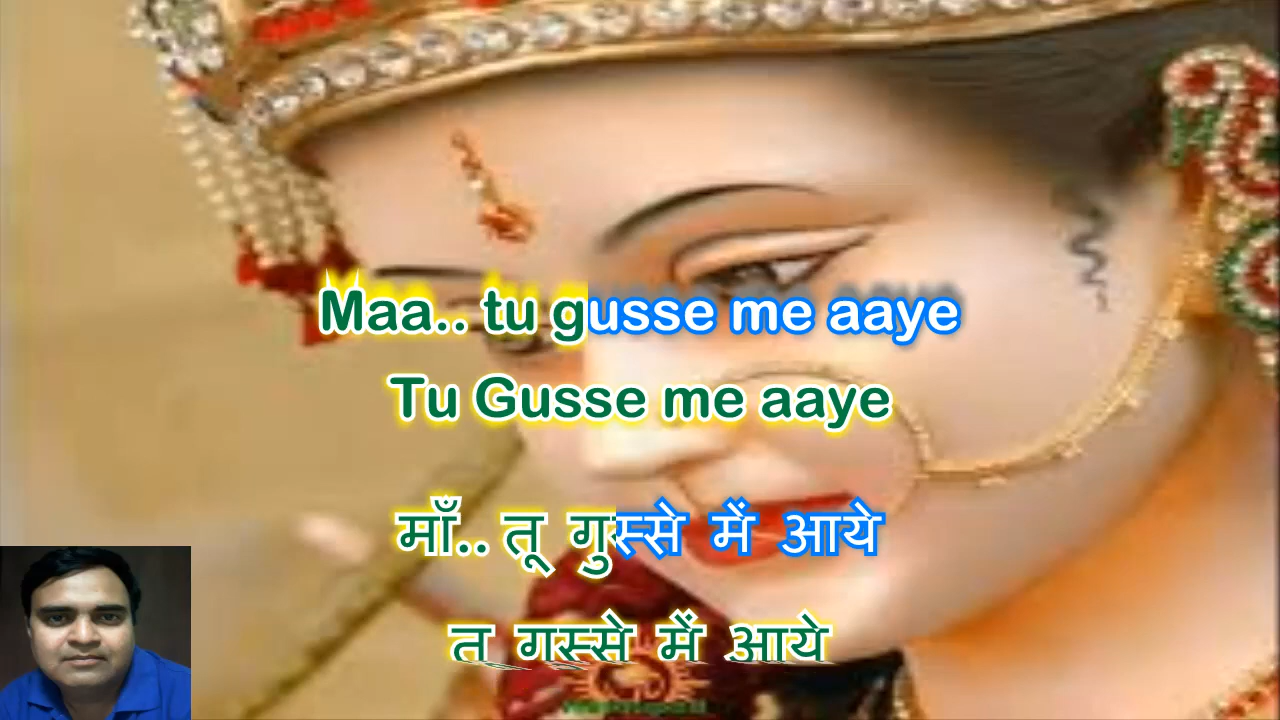 Maa.. tu gusse me aaye
Tu Gusse me aaye
माँ.. तू गुस्से में आये
तू गुस्से में आये